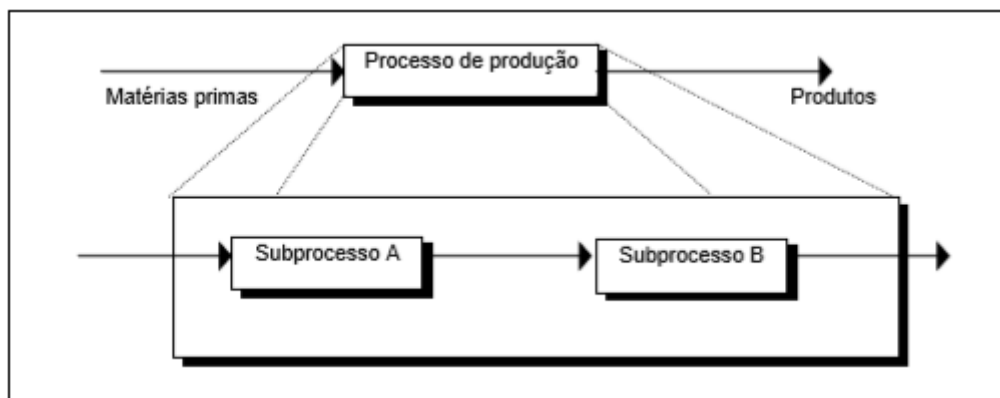 Processo de produção
Matérias primas
Produtos
Subprocesso A
Subprocesso B